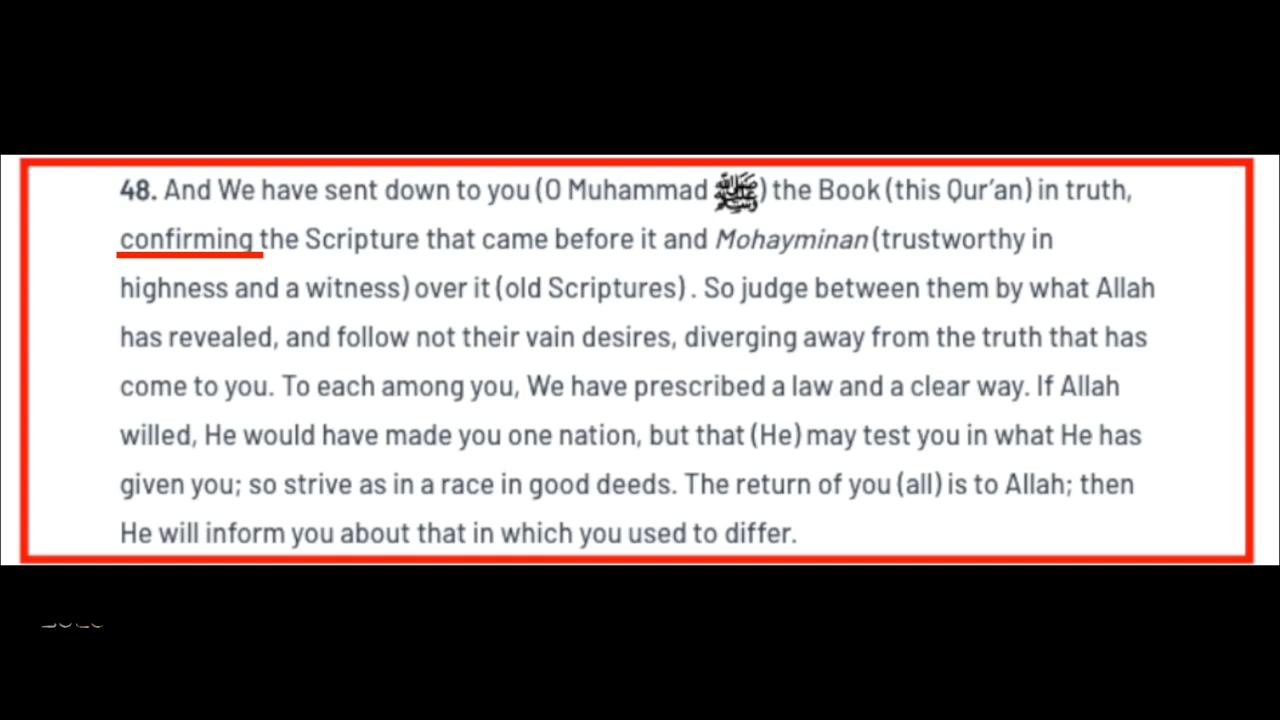 48. And We have sent down to you (O Muhammad ﷺ) the Book (this Qur’an) in truth,
confirming the Scripture that came before it and Mohayminan (trustworthy in
highness and a witness) over it (old Scriptures) . So judge between them by what Allah
has revealed, and follow not their vain desires, diverging away from the truth that has
come to you. To each among you, We have prescribed a law and a clear way. If Allah
willed, He would have made you one nation, but that (He) may test you in what He has
given you; so strive as in a race in good deeds. The return of you (all) is to Allah; then
He will inform you about that in which you used to differ.